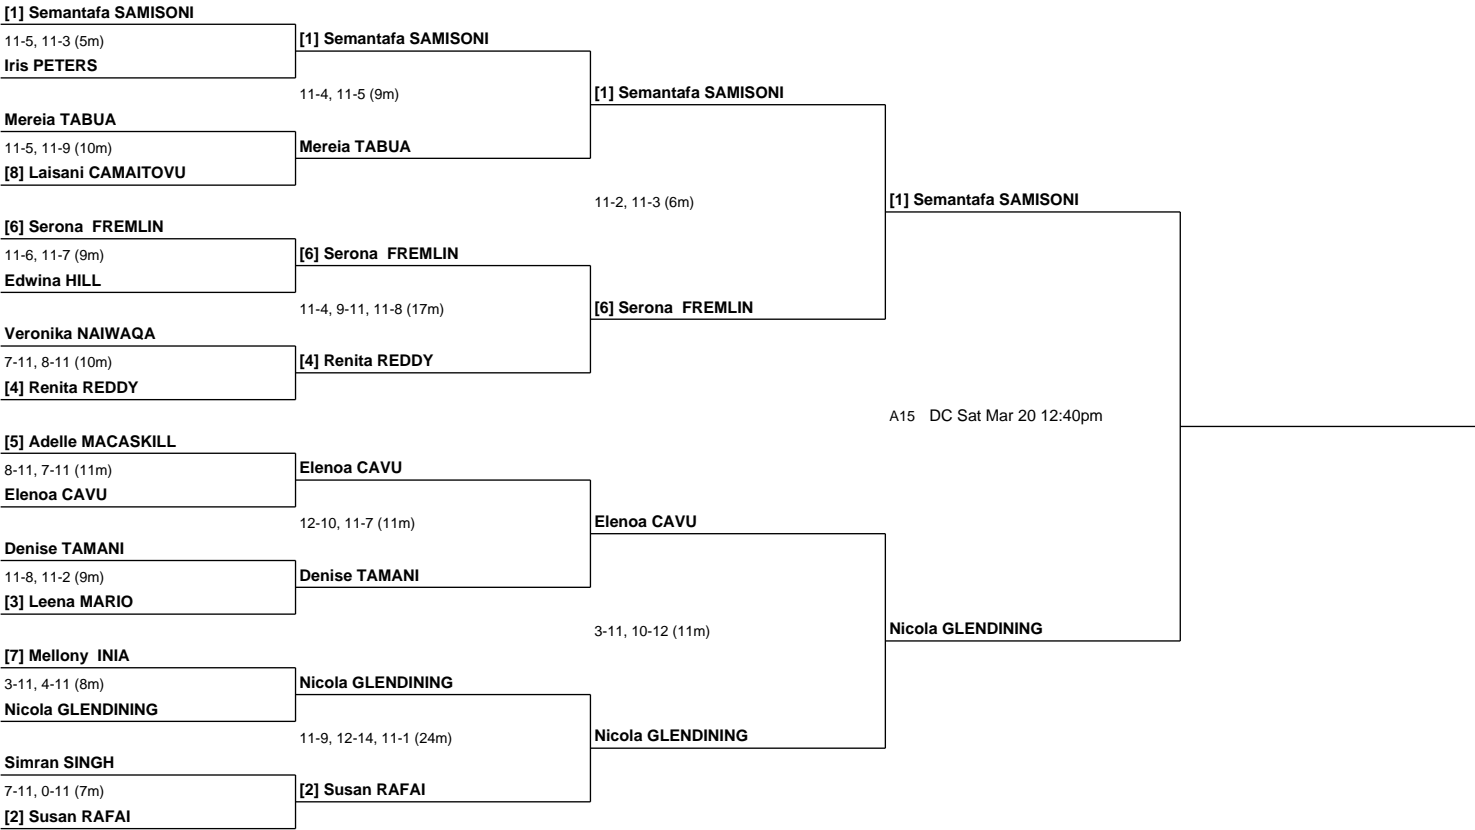 [1] Semantafa SAMISONI
11-5, 11-3 (5m)
Iris PETERS
Mereia TABUA
11-5, 11-9 (10m)
[8] Laisani CAMAITOVU
[6] Serona  FREMLIN
11-6, 11-7 (9m)
Edwina HILL
Veronika NAIWAQA
7-11, 8-11 (10m)
[4] Renita REDDY
[5] Adelle MACASKILL
8-11, 7-11 (11m)
Elenoa CAVU
Denise TAMANI
11-8, 11-2 (9m)
[3] Leena MARIO
[7] Mellony  INIA
3-11, 4-11 (8m)
Nicola GLENDINING
Simran SINGH
7-11, 0-11 (7m)
[2] Susan RAFAI
[1] Semantafa SAMISONI
11-4, 11-5 (9m)
Mereia TABUA
[6] Serona  FREMLIN
11-4, 9-11, 11-8 (17m)
[4] Renita REDDY
Elenoa CAVU
12-10, 11-7 (11m)
Denise TAMANI
Nicola GLENDINING
11-9, 12-14, 11-1 (24m)
[2] Susan RAFAI
[1] Semantafa SAMISONI
11-2, 11-3 (6m)
[6] Serona  FREMLIN
Elenoa CAVU
3-11, 10-12 (11m)
Nicola GLENDINING
[1] Semantafa SAMISONI
A15 DC Sat Mar 20 12:40pm
Nicola GLENDINING